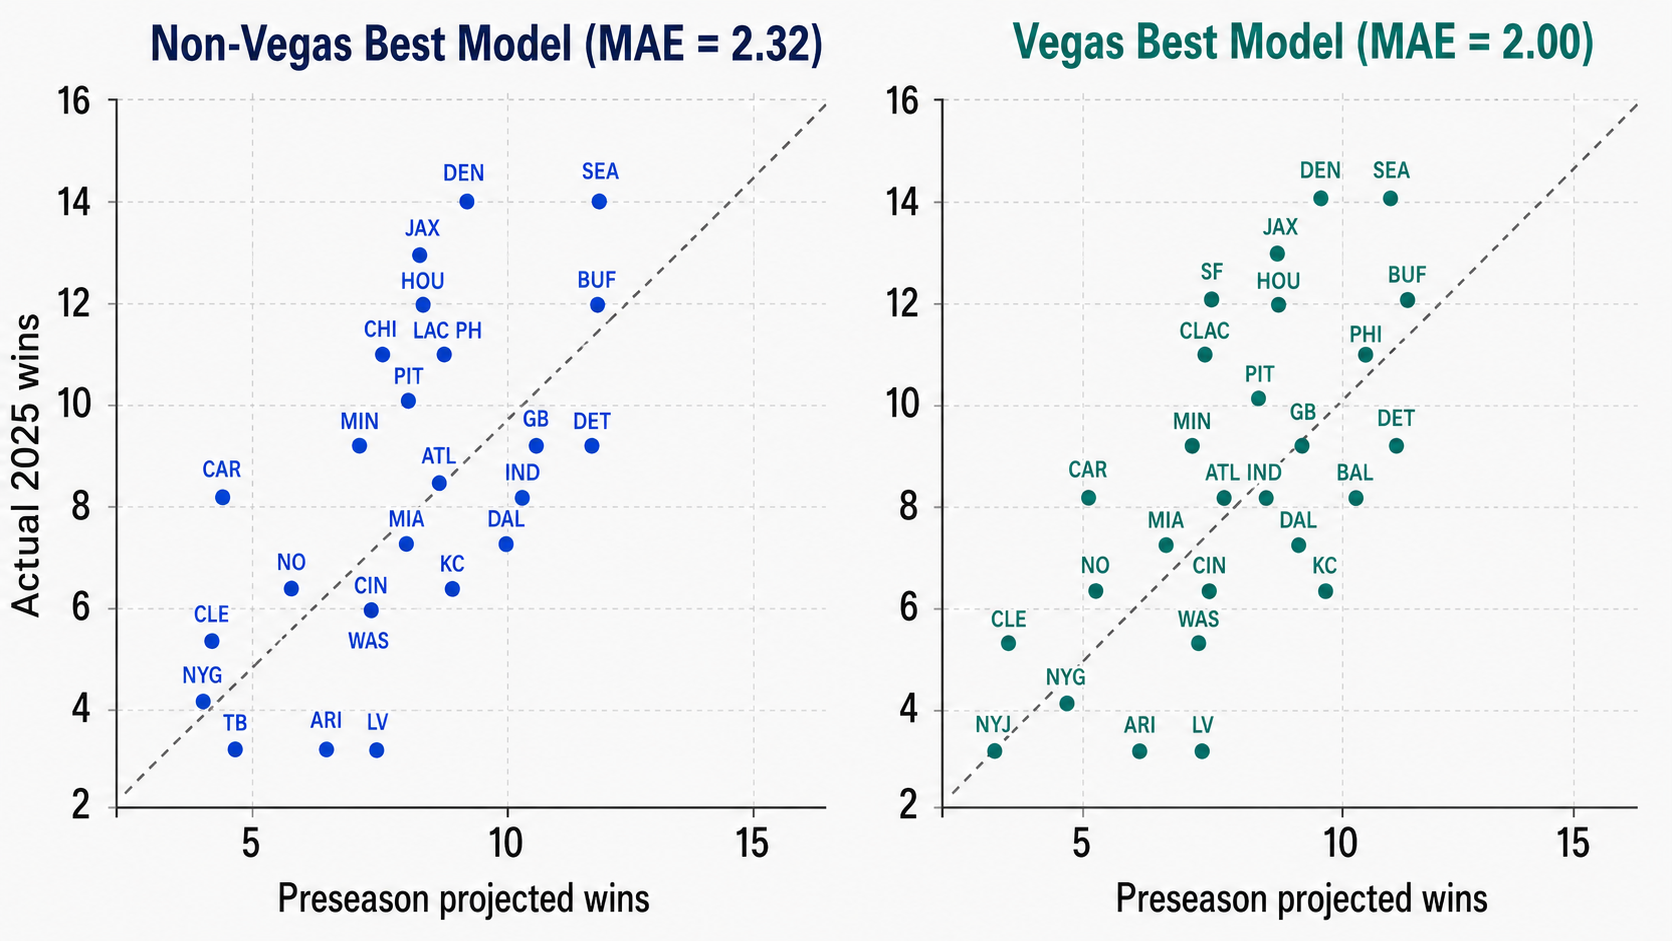 Non-Vegas Best Model (MAE = 2.32)
Actual 2025 wins
16
14
12
10
8
6
4
2
DEN
SEA
JAX
HOU
BUF
CHI
LAC PH
PIT
MIN
GB
DET
ATL
CAR
IND
MIA
DAL
NO
KC
CIN
CLE
WAS
NYG
TB
ARI
LV
5
10
15
Preseason projected wins
Vegas Best Model (MAE = 2.00)
16
14
12
10
8
6
4
2
DEN
SEA
JAX
SF
HOU
BUF
CLAC
PHI
PIT
GB
DET
MIN
CAR
ATL
IND
BAL
MIA
DAL
NO
CIN
KC
CLE
WAS
NYG
NYJ
ARI
LV
5
10
15
Preseason projected wins